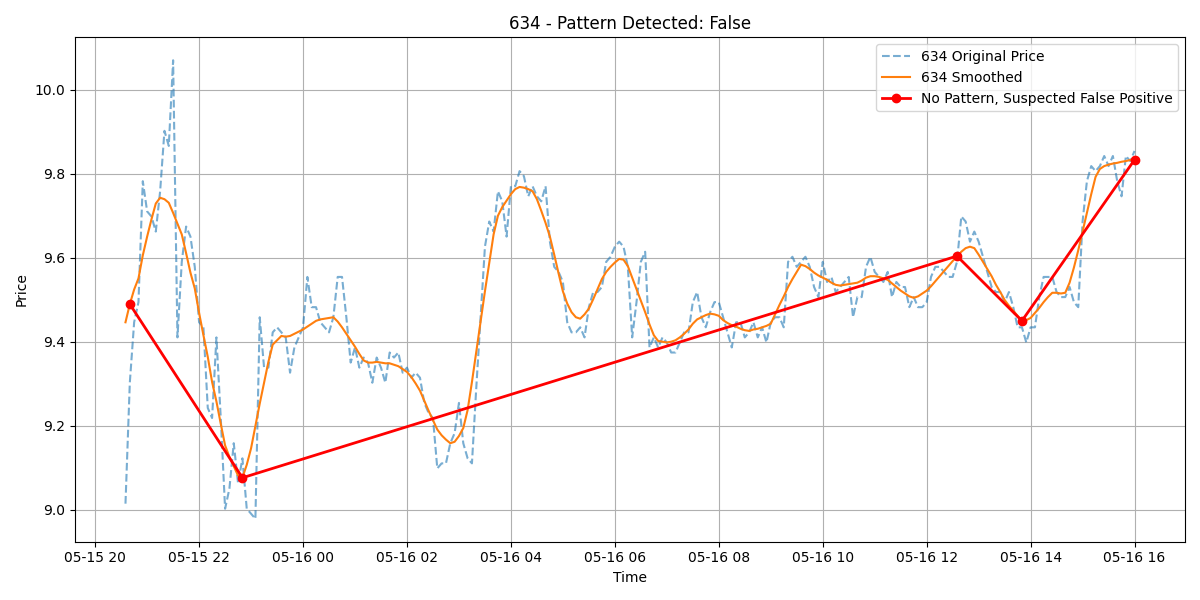 634 - Pattern Detected: False
634 Original Price
634 Smoothed
No Pattern, Suspected False Positive
Price
10.0
9.8
9.6
9.4
9.2
9.0
05-15 20 05-15 22 05-16 00 05-16 02 05-16 04 05-16 06 05-16 08 05-16 10 05-16 12 05-16 14 05-16 16
Time